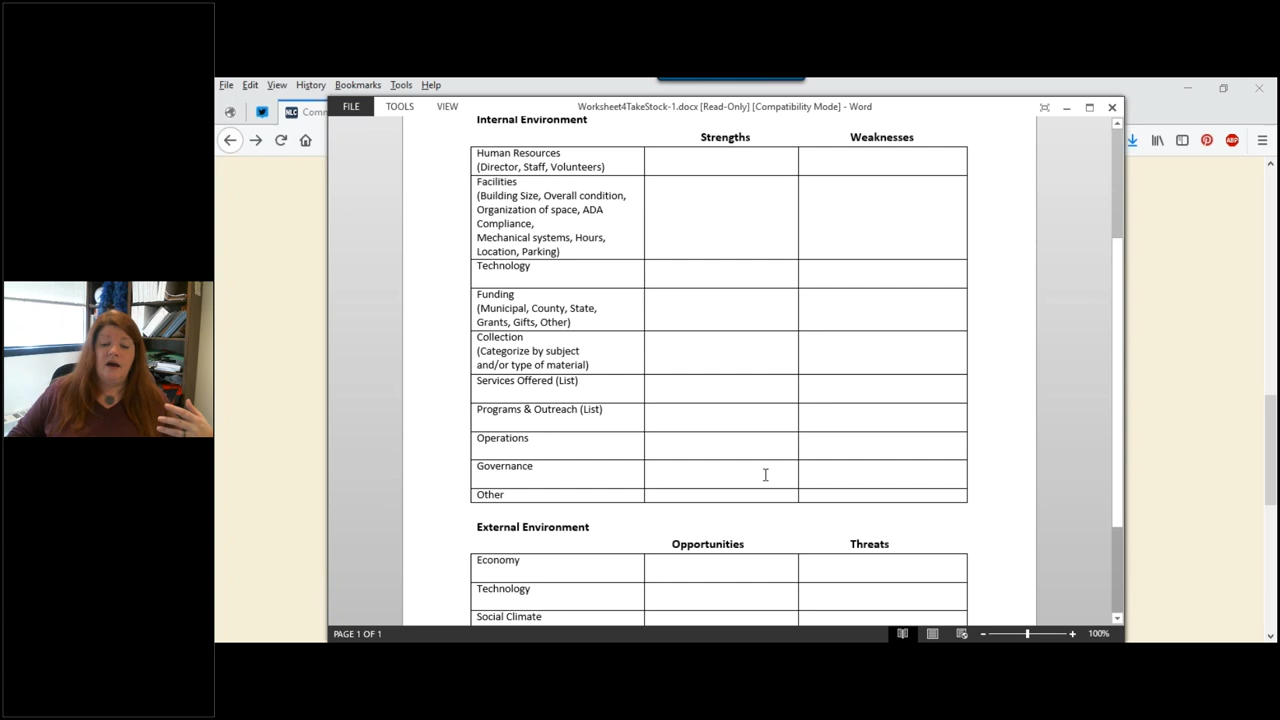 File Edit View History Bookmarks Tools Help
FILE TOOLS VIEW Worksheet4TakeStock-1.docx [Read-Only] [Compatibility Mode] - Word
NLC Comm
ABP
Internal Environment
Strengths Weaknesses
Human Resources
(Director, Staff, Volunteers)
Facilities
(Building Size, Overall condition,
Organization of space, ADA
Compliance,
Mechanical systems, Hours,
Location, Parking)
Technology
Funding
(Municipal, County, State,
Grants, Gifts, Other)
Collection
(Categorize by subject
and/or type of material)
Services Offered (List)
Programs & Outreach (List)
Operations
Governance
Other
External Environment
Opportunities Threats
Economy
Technology
Social Climate
PAGE 1 OF 1 100%